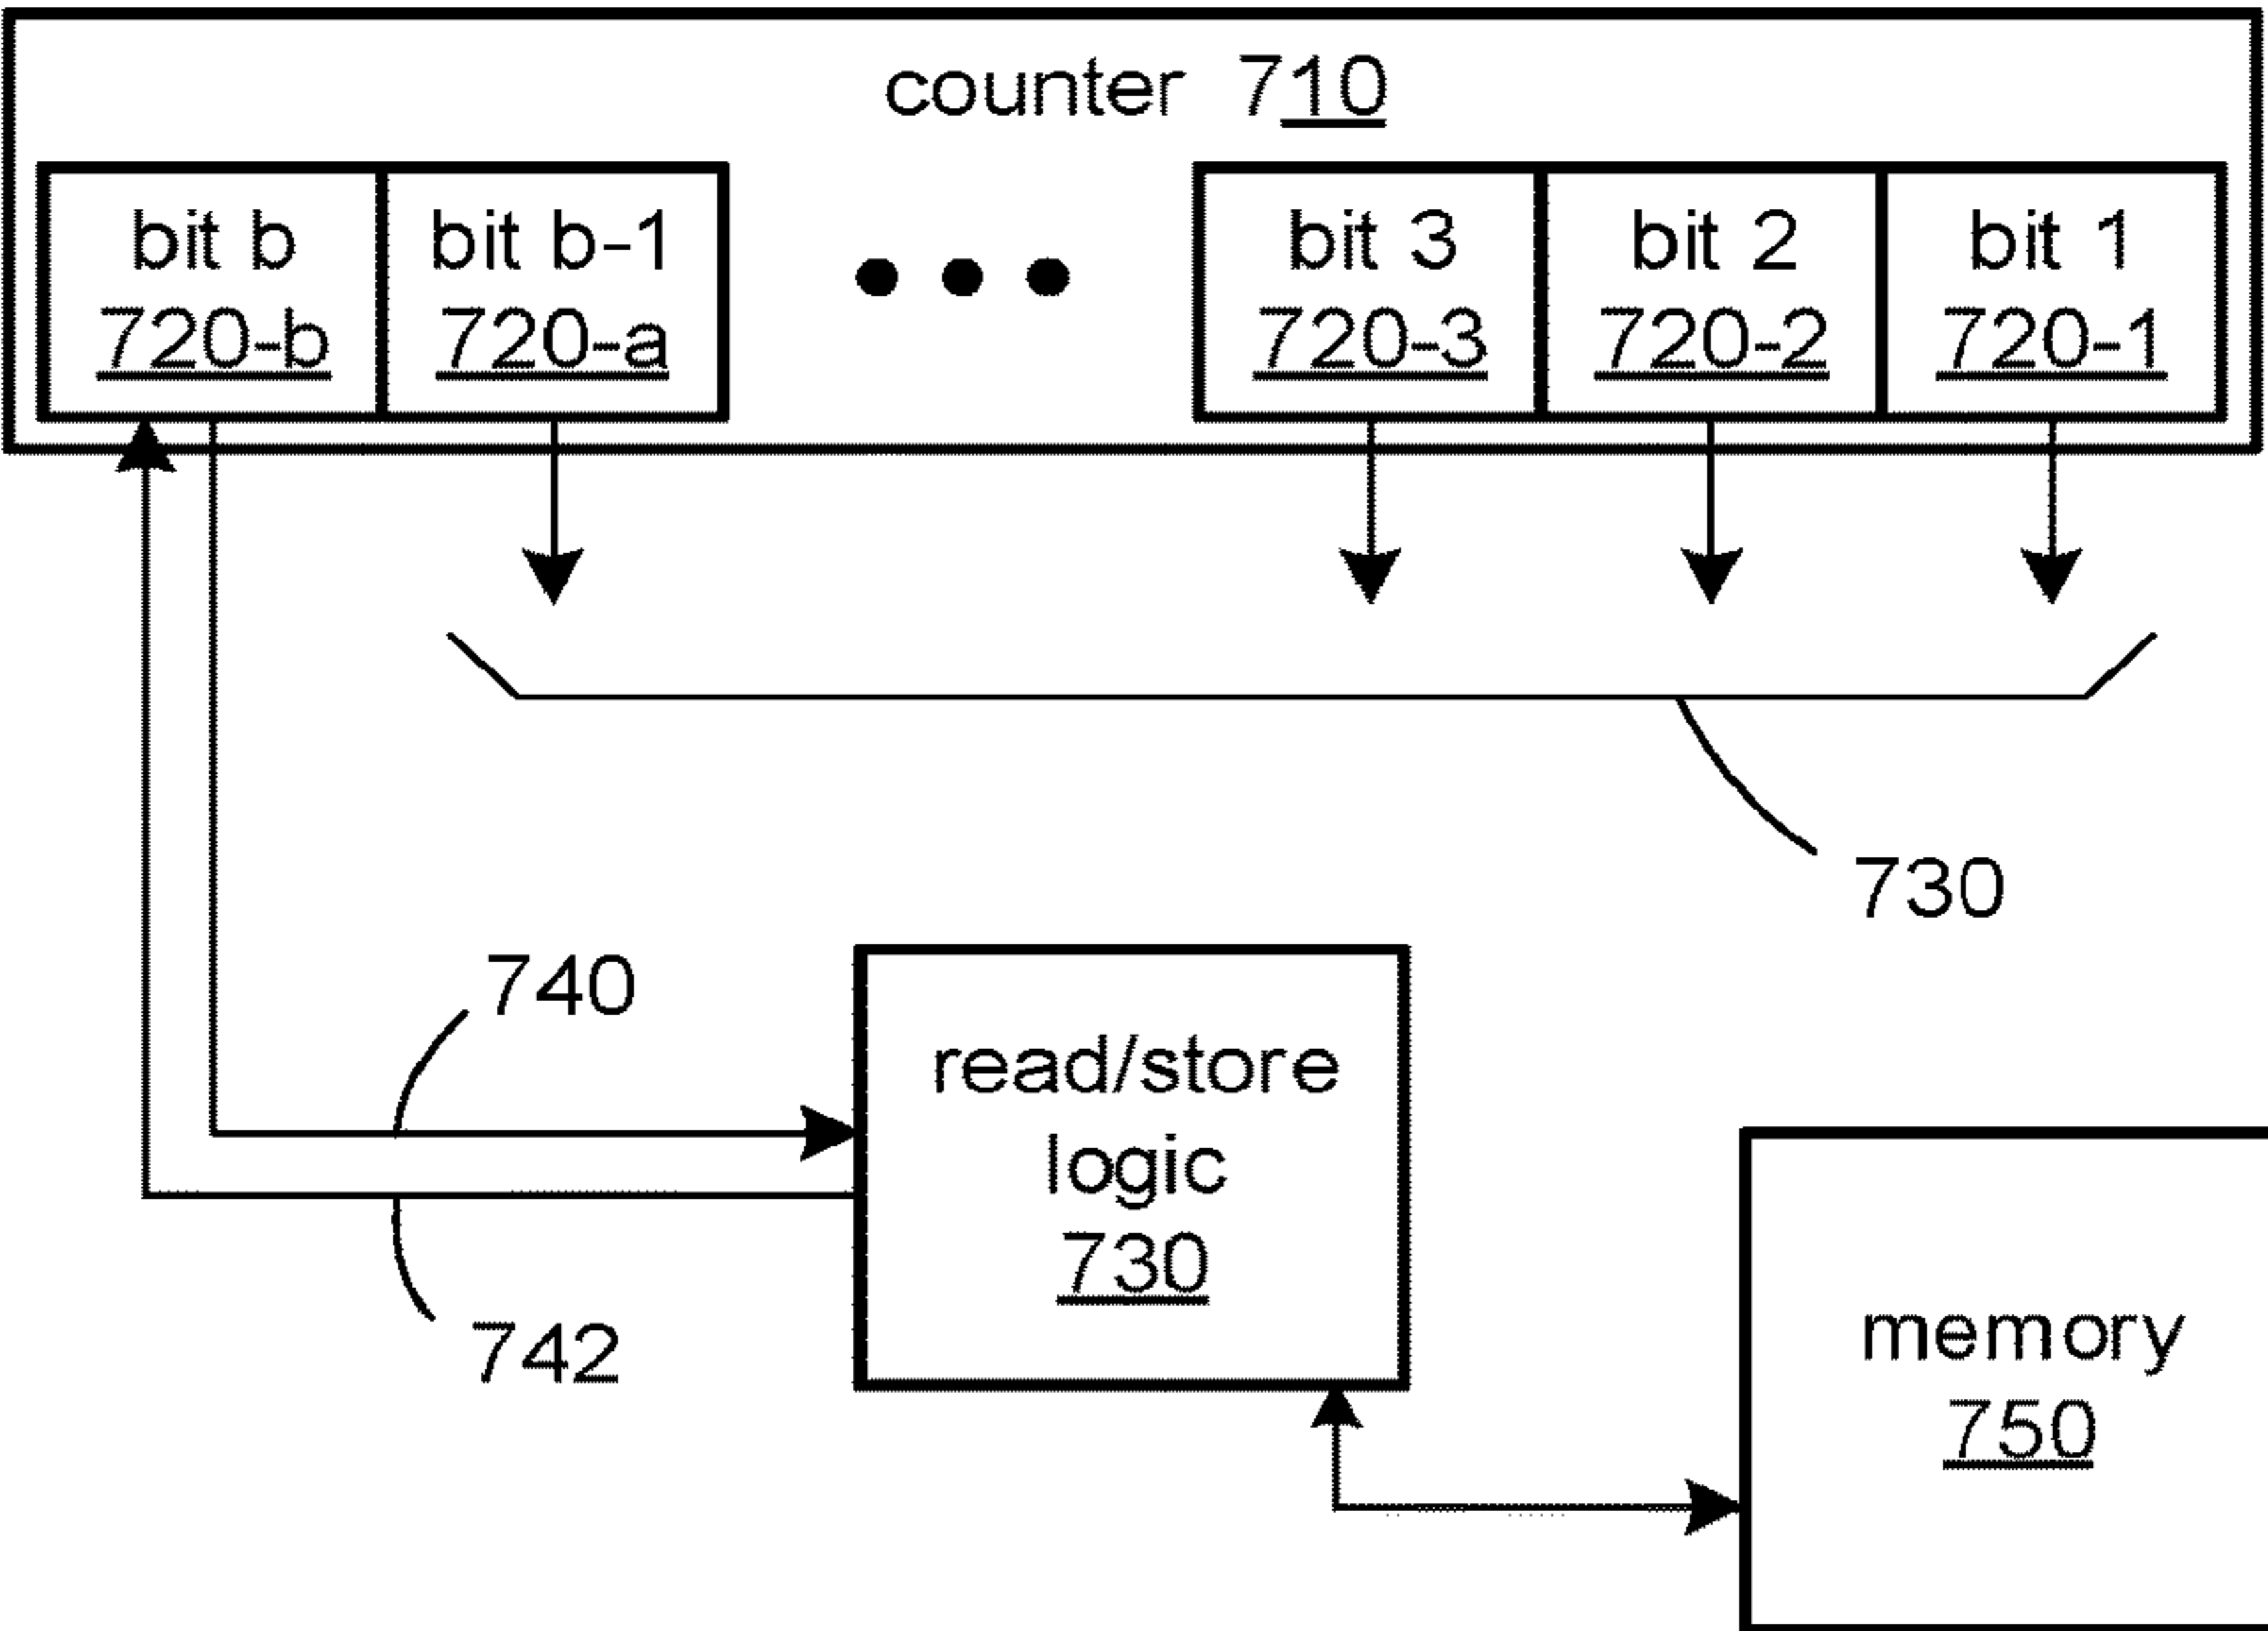 counter 710
bit b
720-b
bit b-1
720-a
bit 3
720-3
bit 2
720-2
bit 1
720-1
730
740
read/store
logic
730
742
memory
750